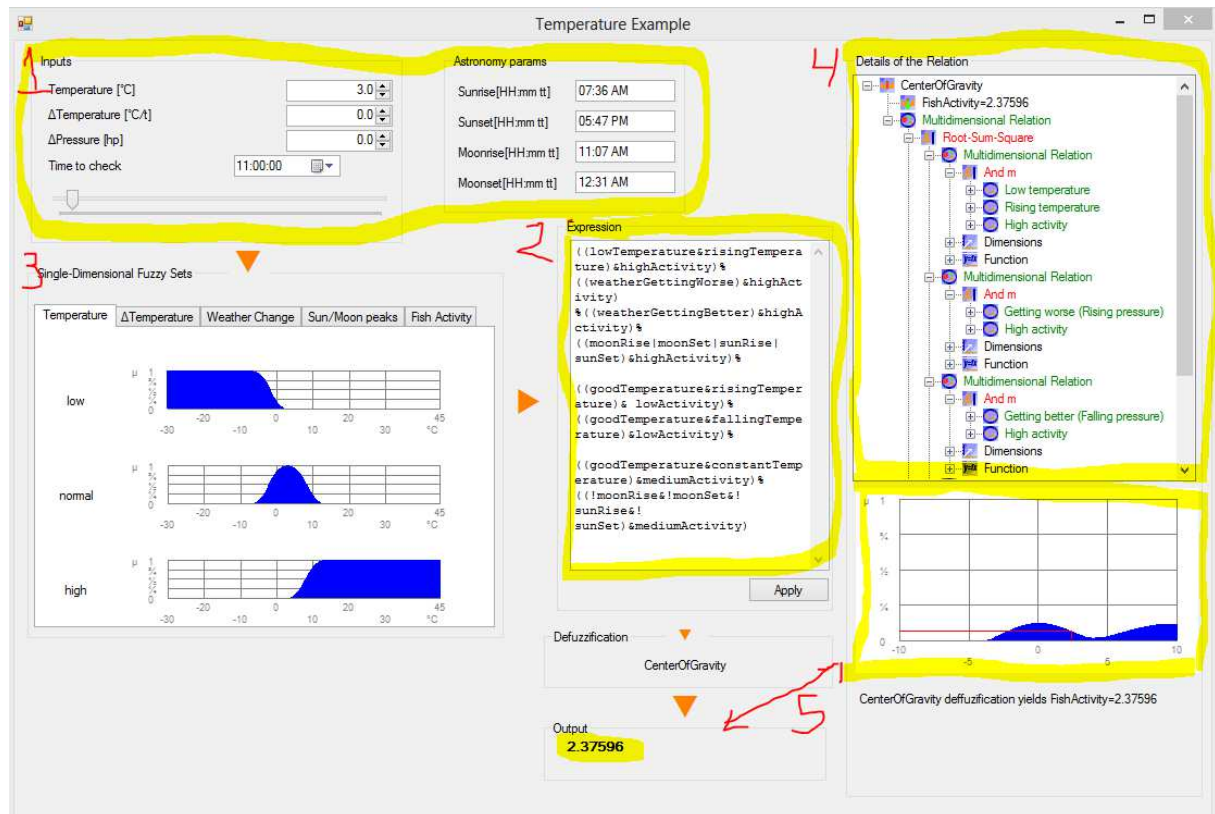 Temperature Example
1
Inputs
Temperature [°C] 3.0
ΔTemperature [°C/t] 0.0
ΔPressure [hp] 0.0
Time to check 11:00:00
Astronomy params
Sunrise[HH:mm tt] 07:36 AM
Sunset[HH:mm tt] 05:47 PM
Moonrise[HH:mm tt] 11:07 AM
Moonset[HH:mm tt] 12:31 AM
2
Expression
((lowTemperature&risingTempera
ture)&highActivity)%
((weatherGettingWorse)&highAct
ivity)
%((weatherGettingBetter)&highA
ctivity)%
((moonRise|moonSet|sunRise|
sunSet)&highActivity)%
((goodTemperature&risingTemper
ature)& lowActivity)%
((goodTemperature&fallingTempe
rature)&lowActivity)%
((goodTemperature&constantTemp
erature)&mediumActivity)%
((!moonRise&!moonSet&!
sunRise&!
sunSet)&mediumActivity)
Apply
3
Single-Dimensional Fuzzy Sets
Temperature ΔTemperature Weather Change Sun/Moon peaks Fish Activity
low
µ 1
0
-20 0 20 45
-30 -10 10 30 °C
normal
µ 1
0
-20 0 20 45
-30 -10 10 30 °C
high
µ 1
0
-20 0 20 45
-30 -10 10 30 °C
Defuzzification
CenterOfGravity
5
Output
2.37596
4
Details of the Relation
CenterOfGravity
FishActivity=2.37596
Multidimensional Relation
Root-Sum-Square
Multidimensional Relation
And m
Low temperature
Rising temperature
High activity
Dimensions
Function
Multidimensional Relation
And m
Getting worse (Rising pressure)
High activity
Dimensions
Function
Multidimensional Relation
And m
Getting better (Falling pressure)
High activity
Dimensions
Function
µ 1
¾
½
¼
0
-10 0 10
-5 5
CenterOfGravity deffuzification yields FishActivity=2.37596